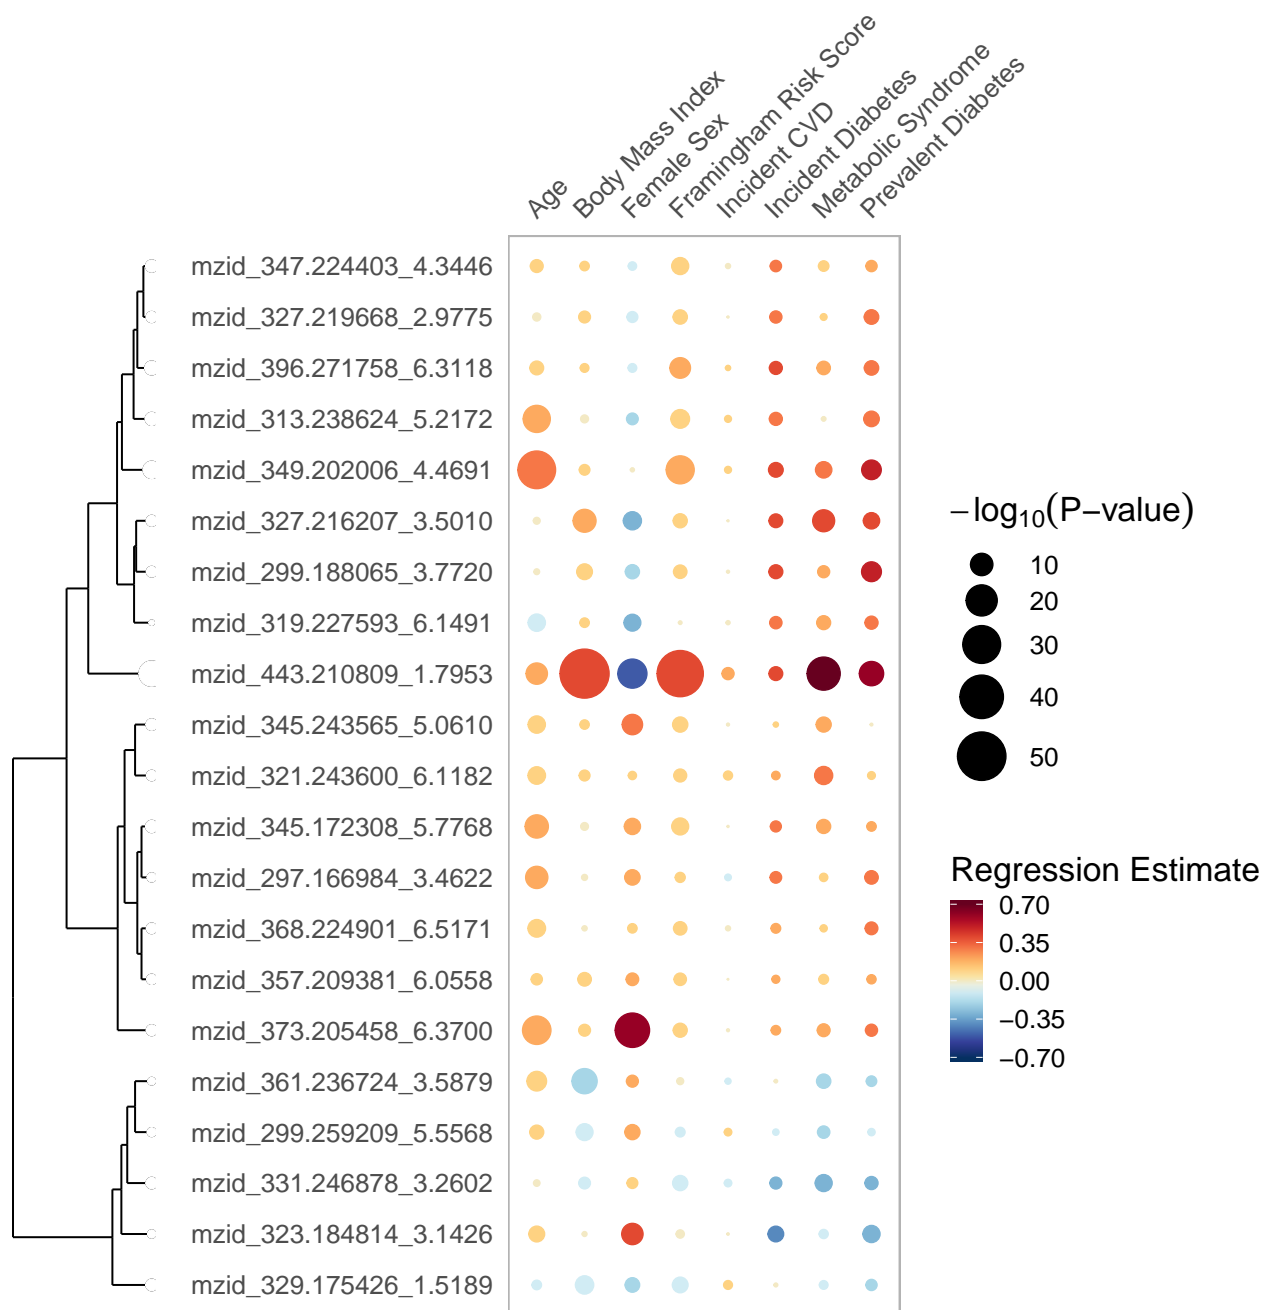 Age
Body Mass Index
Female Sex
Framingham Risk Score
Incident CVD
Incident Diabetes
Metabolic Syndrome
Prevalent Diabetes
mzid_347.224403_4.3446
mzid_327.219668_2.9775
mzid_396.271758_6.3118
mzid_313.238624_5.2172
mzid_349.202006_4.4691
mzid_327.216207_3.5010
mzid_299.188065_3.7720
mzid_319.227593_6.1491
mzid_443.210809_1.7953
mzid_345.243565_5.0610
mzid_321.243600_6.1182
mzid_345.172308_5.7768
mzid_297.166984_3.4622
mzid_368.224901_6.5171
mzid_357.209381_6.0558
mzid_373.205458_6.3700
mzid_361.236724_3.5879
mzid_299.259209_5.5568
mzid_331.246878_3.2602
mzid_323.184814_3.1426
mzid_329.175426_1.5189
−log₁₀(P−value)
10
20
30
40
50
Regression Estimate
0.70
0.35
0.00
−0.35
−0.70